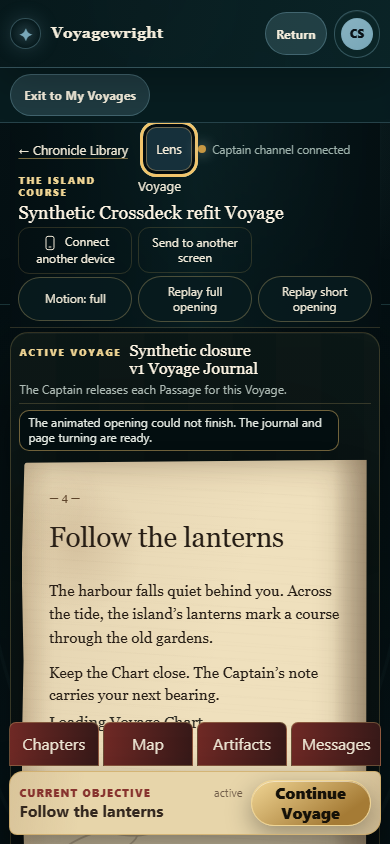 Voyagewright
Return
CS
Exit to My Voyages
← Chronicle Library
Lens
Captain channel connected
THE ISLAND
COURSE
Voyage
Synthetic Crossdeck refit Voyage
Connect
another device
Send to another
screen
Motion: full
Replay full
opening
Replay short
opening
ACTIVE VOYAGE
Synthetic closure
v1 Voyage Journal
The Captain releases each Passage for this Voyage.
The animated opening could not finish. The journal and
page turning are ready.
— 4 —
Follow the lanterns
The harbour falls quiet behind you. Across
the tide, the island’s lanterns mark a course
through the old gardens.
Keep the Chart close. The Captain’s note
carries your next bearing.
Loading Voyage Chart
Chapters
Map
Artifacts
Messages
CURRENT OBJECTIVE
Follow the lanterns
active
Continue
Voyage